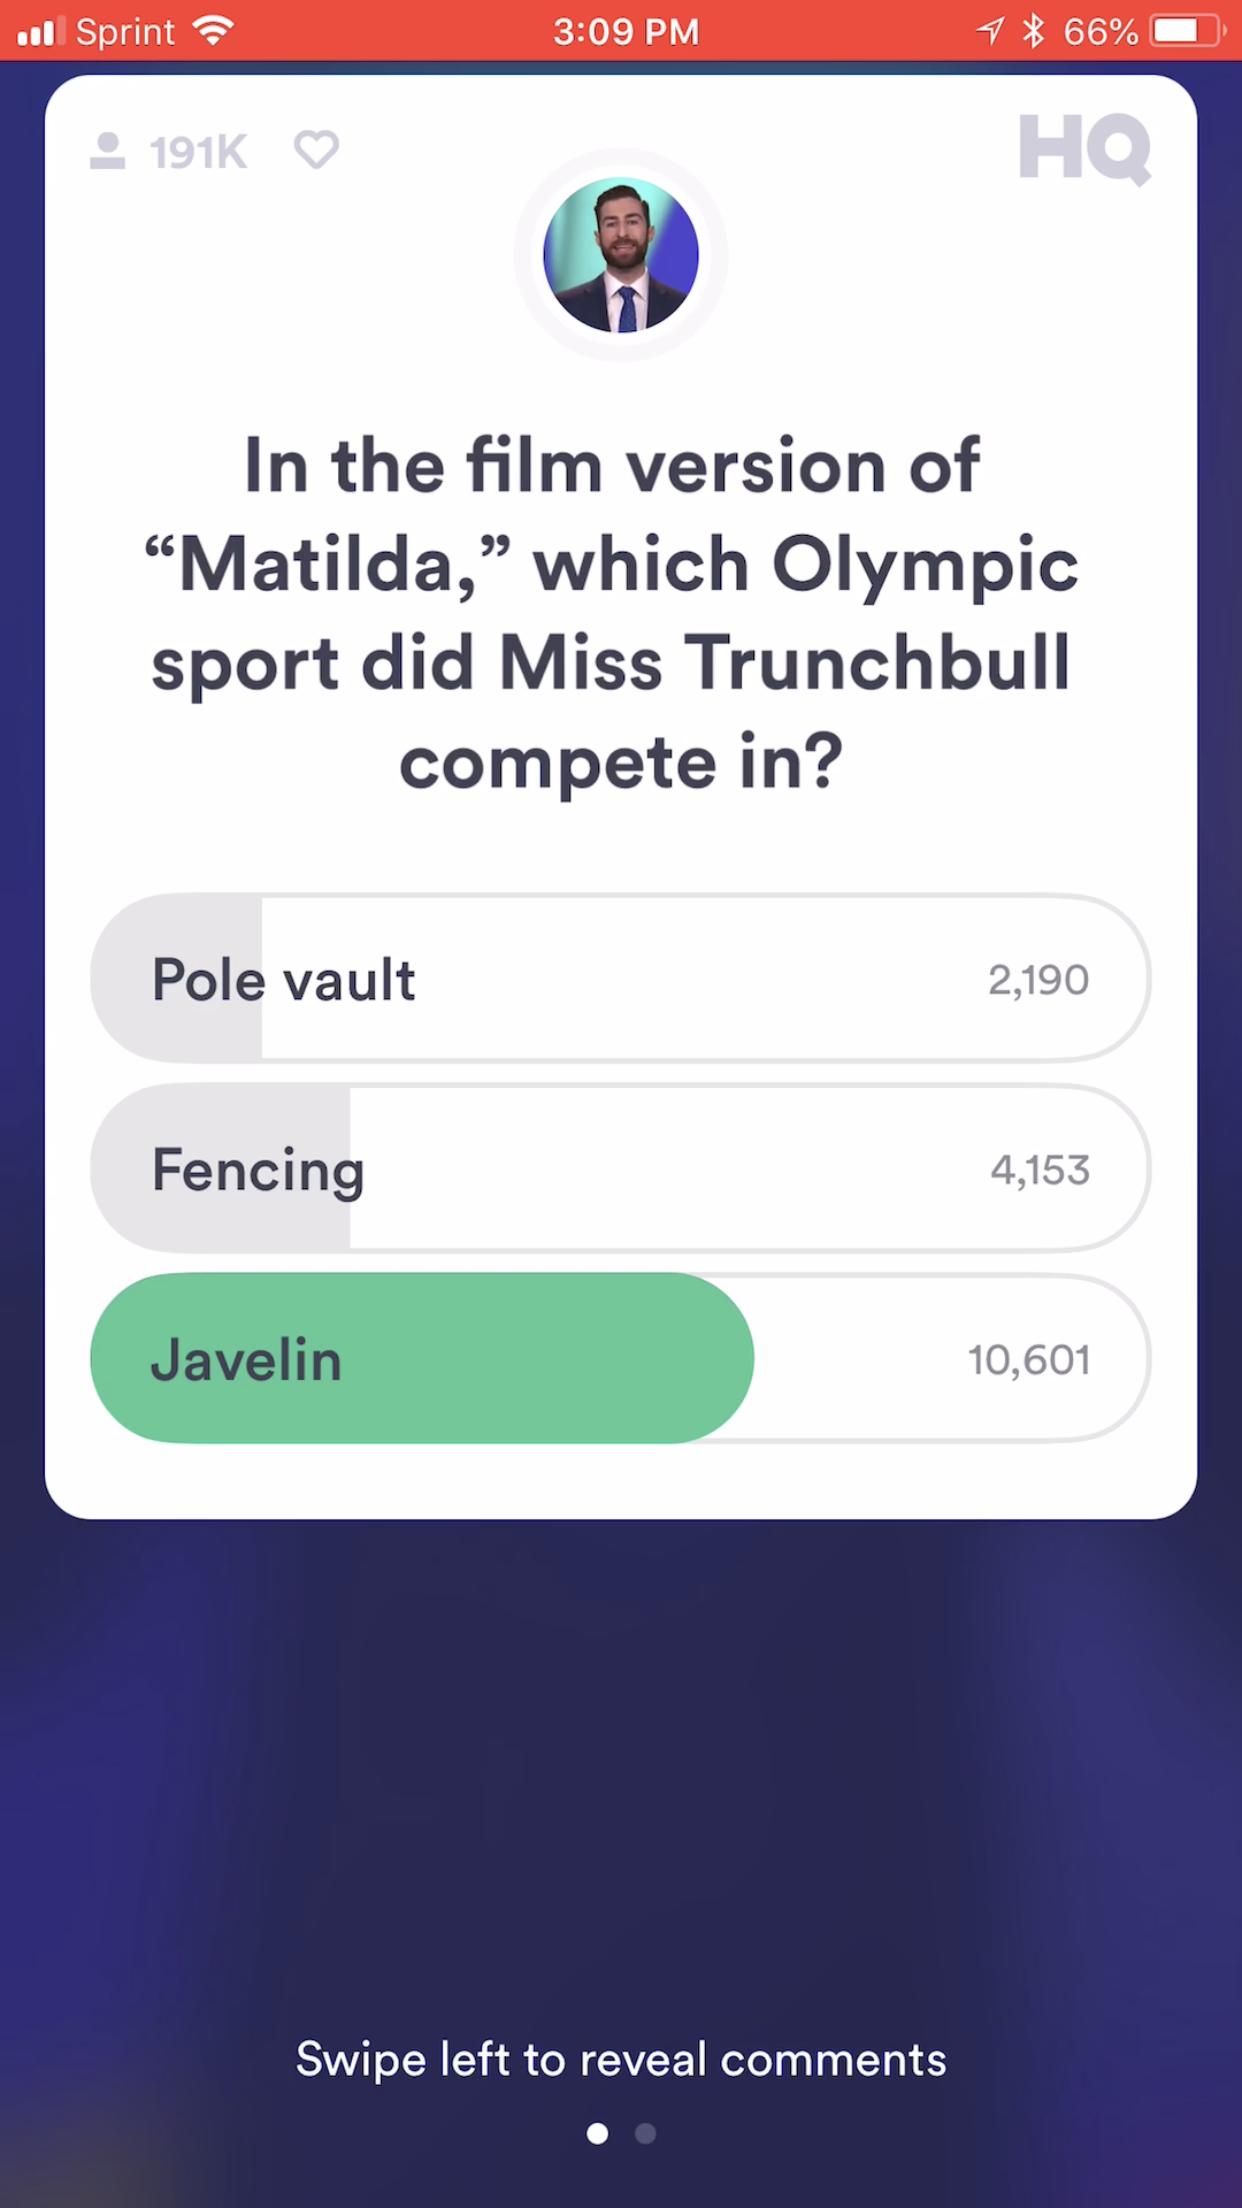 Sprint 3:09 PM 66%
191K HQ
In the film version of
“Matilda,” which Olympic
sport did Miss Trunchbull
compete in?
Pole vault 2,190
Fencing 4,153
Javelin 10,601
Swipe left to reveal comments